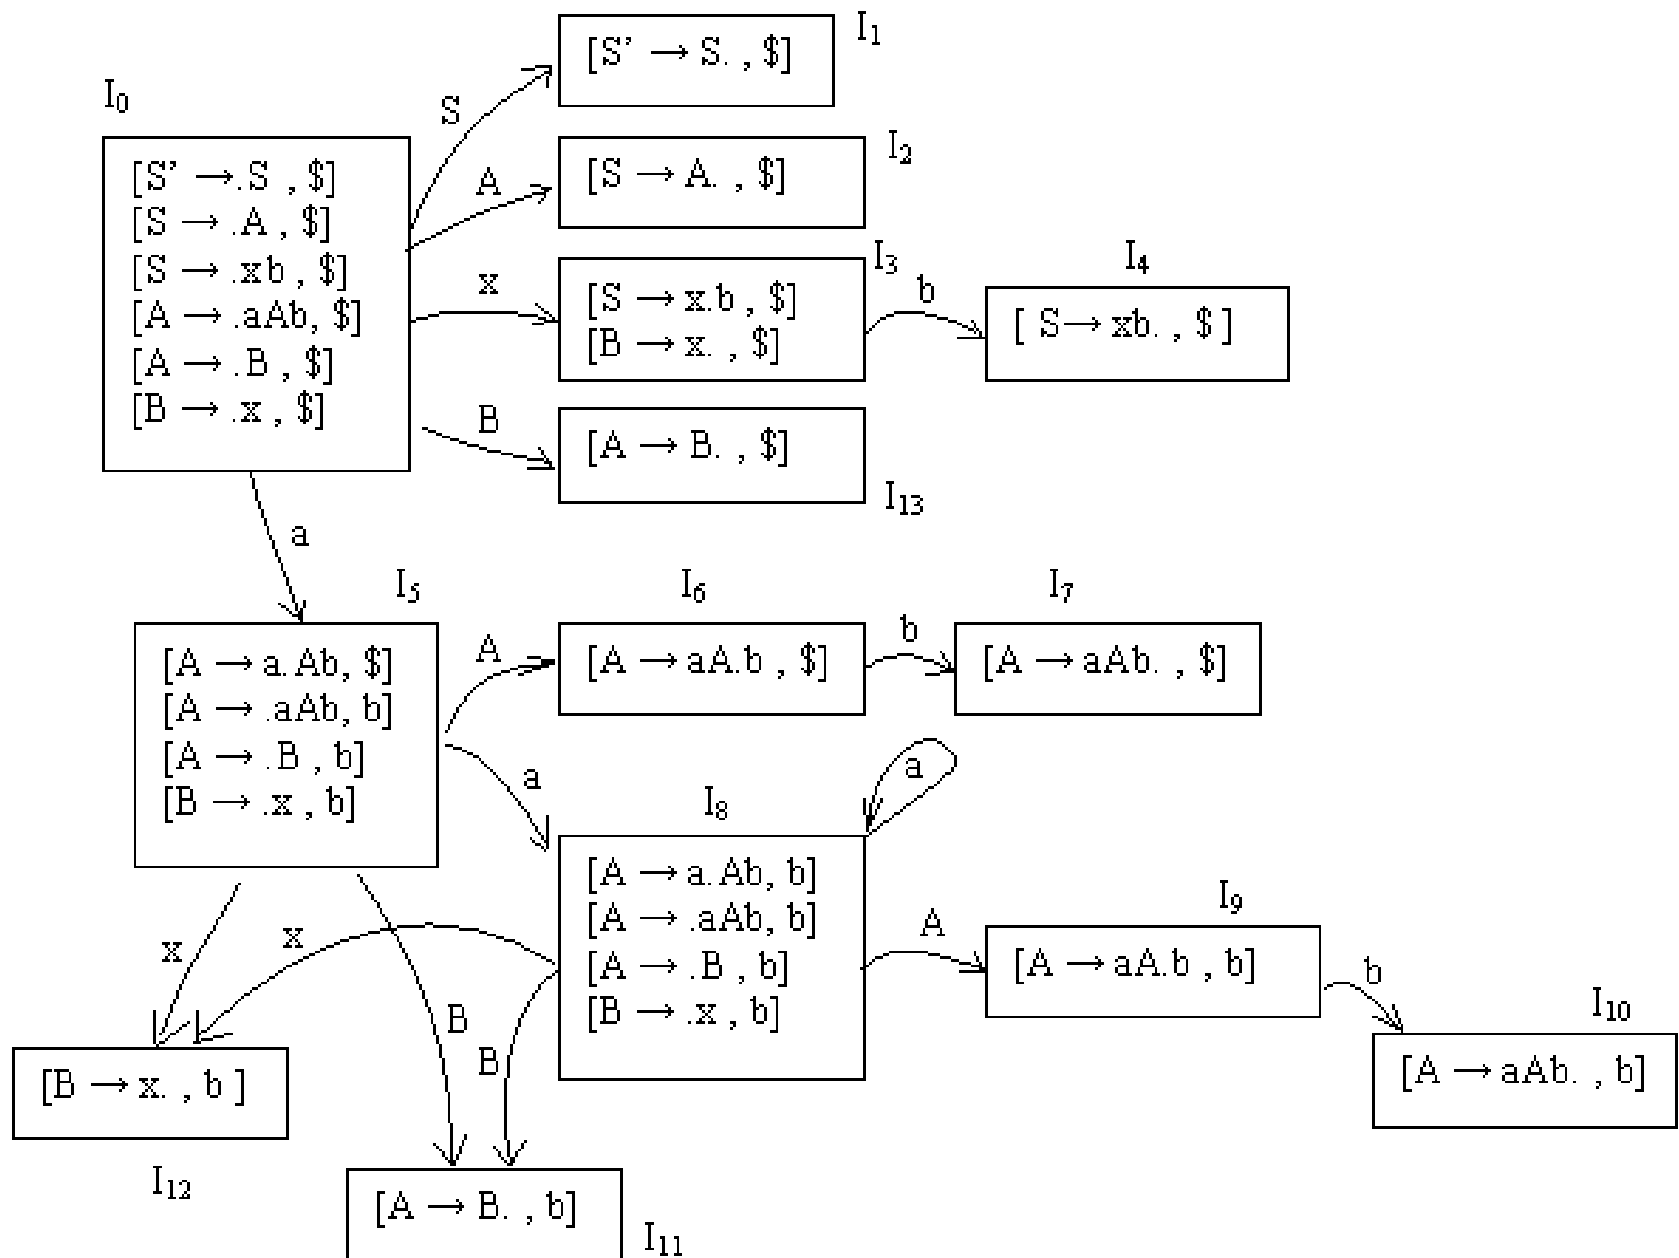 I₁
[S’ → S. , $]
I₀
S
[S’ →.S , $]
[S → .A , $]
[S → .xb , $]
[A → .aAb, $]
[A → .B , $]
[B → .x , $]
I₂
A
[S → A. , $]
I₃
x
[S → x.b , $]
[B → x. , $]
b
I₄
[ S→ xb. , $ ]
B
[A → B. , $]
I₁₃
a
I₅
[A → a.Ab, $]
[A → .aAb, b]
[A → .B , b]
[B → .x , b]
A
I₆
[A → aA.b , $]
b
I₇
[A → aAb. , $]
a
a
I₈
[A → a.Ab, b]
[A → .aAb, b]
[A → .B , b]
[B → .x , b]
A
I₉
[A → aA.b , b]
b
I₁₀
[A → aAb. , b]
x
x
B
B
[B → x. , b ]
I₁₂
[A → B. , b]
I₁₁